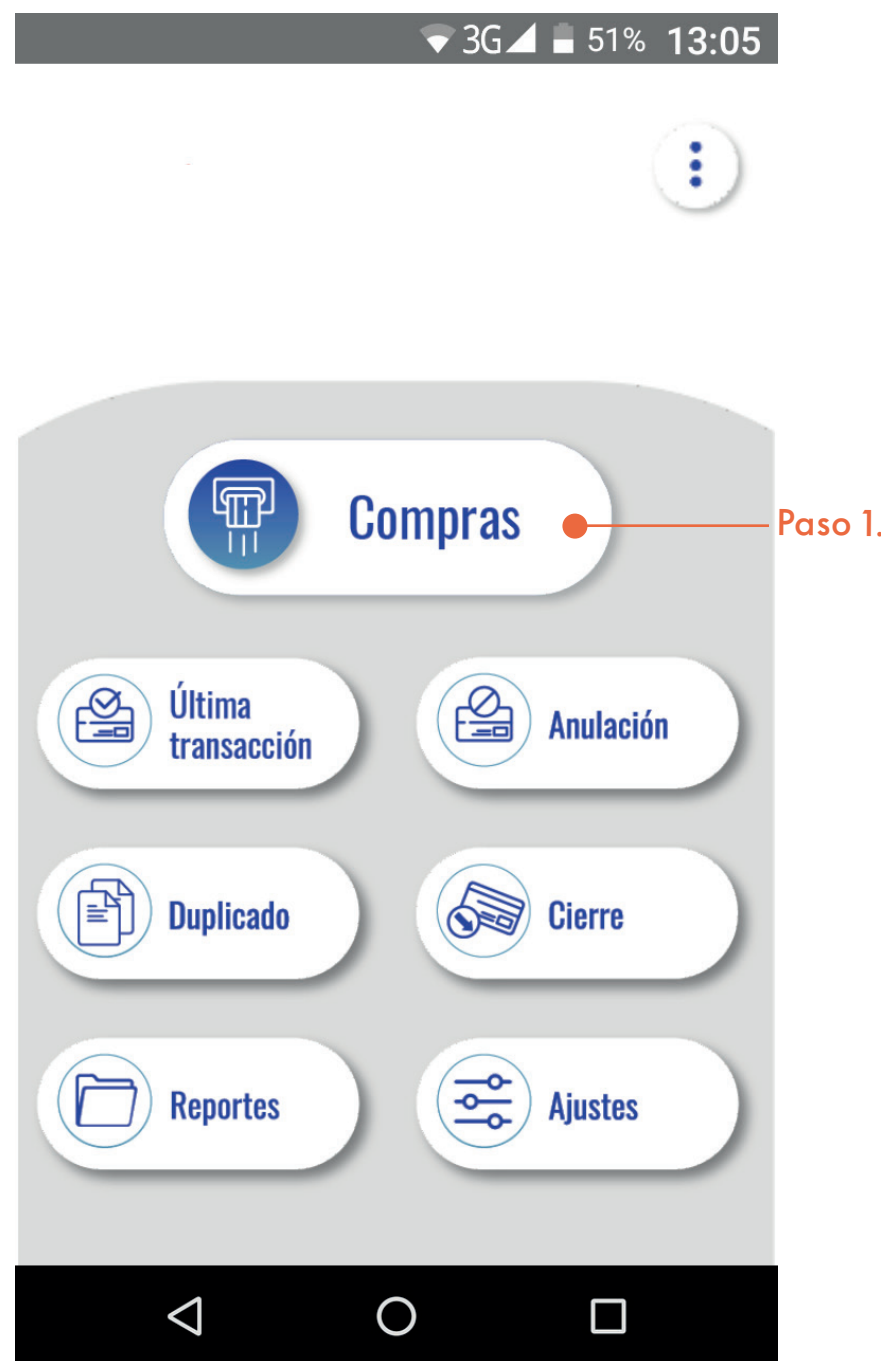 3G 51% 13:05
Compras
Paso 1.
Última
transacción
Anulación
Duplicado
Cierre
Reportes
Ajustes